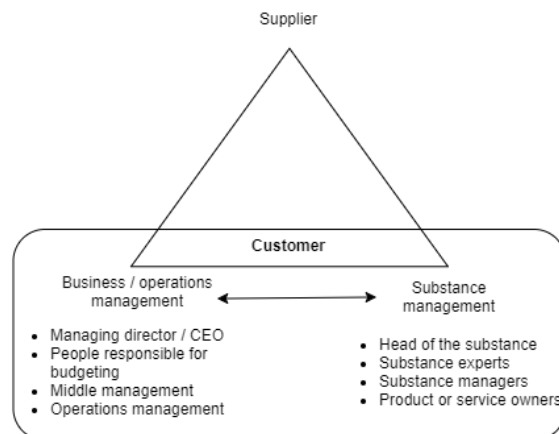 Supplier
Customer
Business / operations
management
Substance
management
• Managing director / CEO
• People responsible for
budgeting
• Middle management
• Operations management
• Head of the substance
• Substance experts
• Substance managers
• Product or service owners